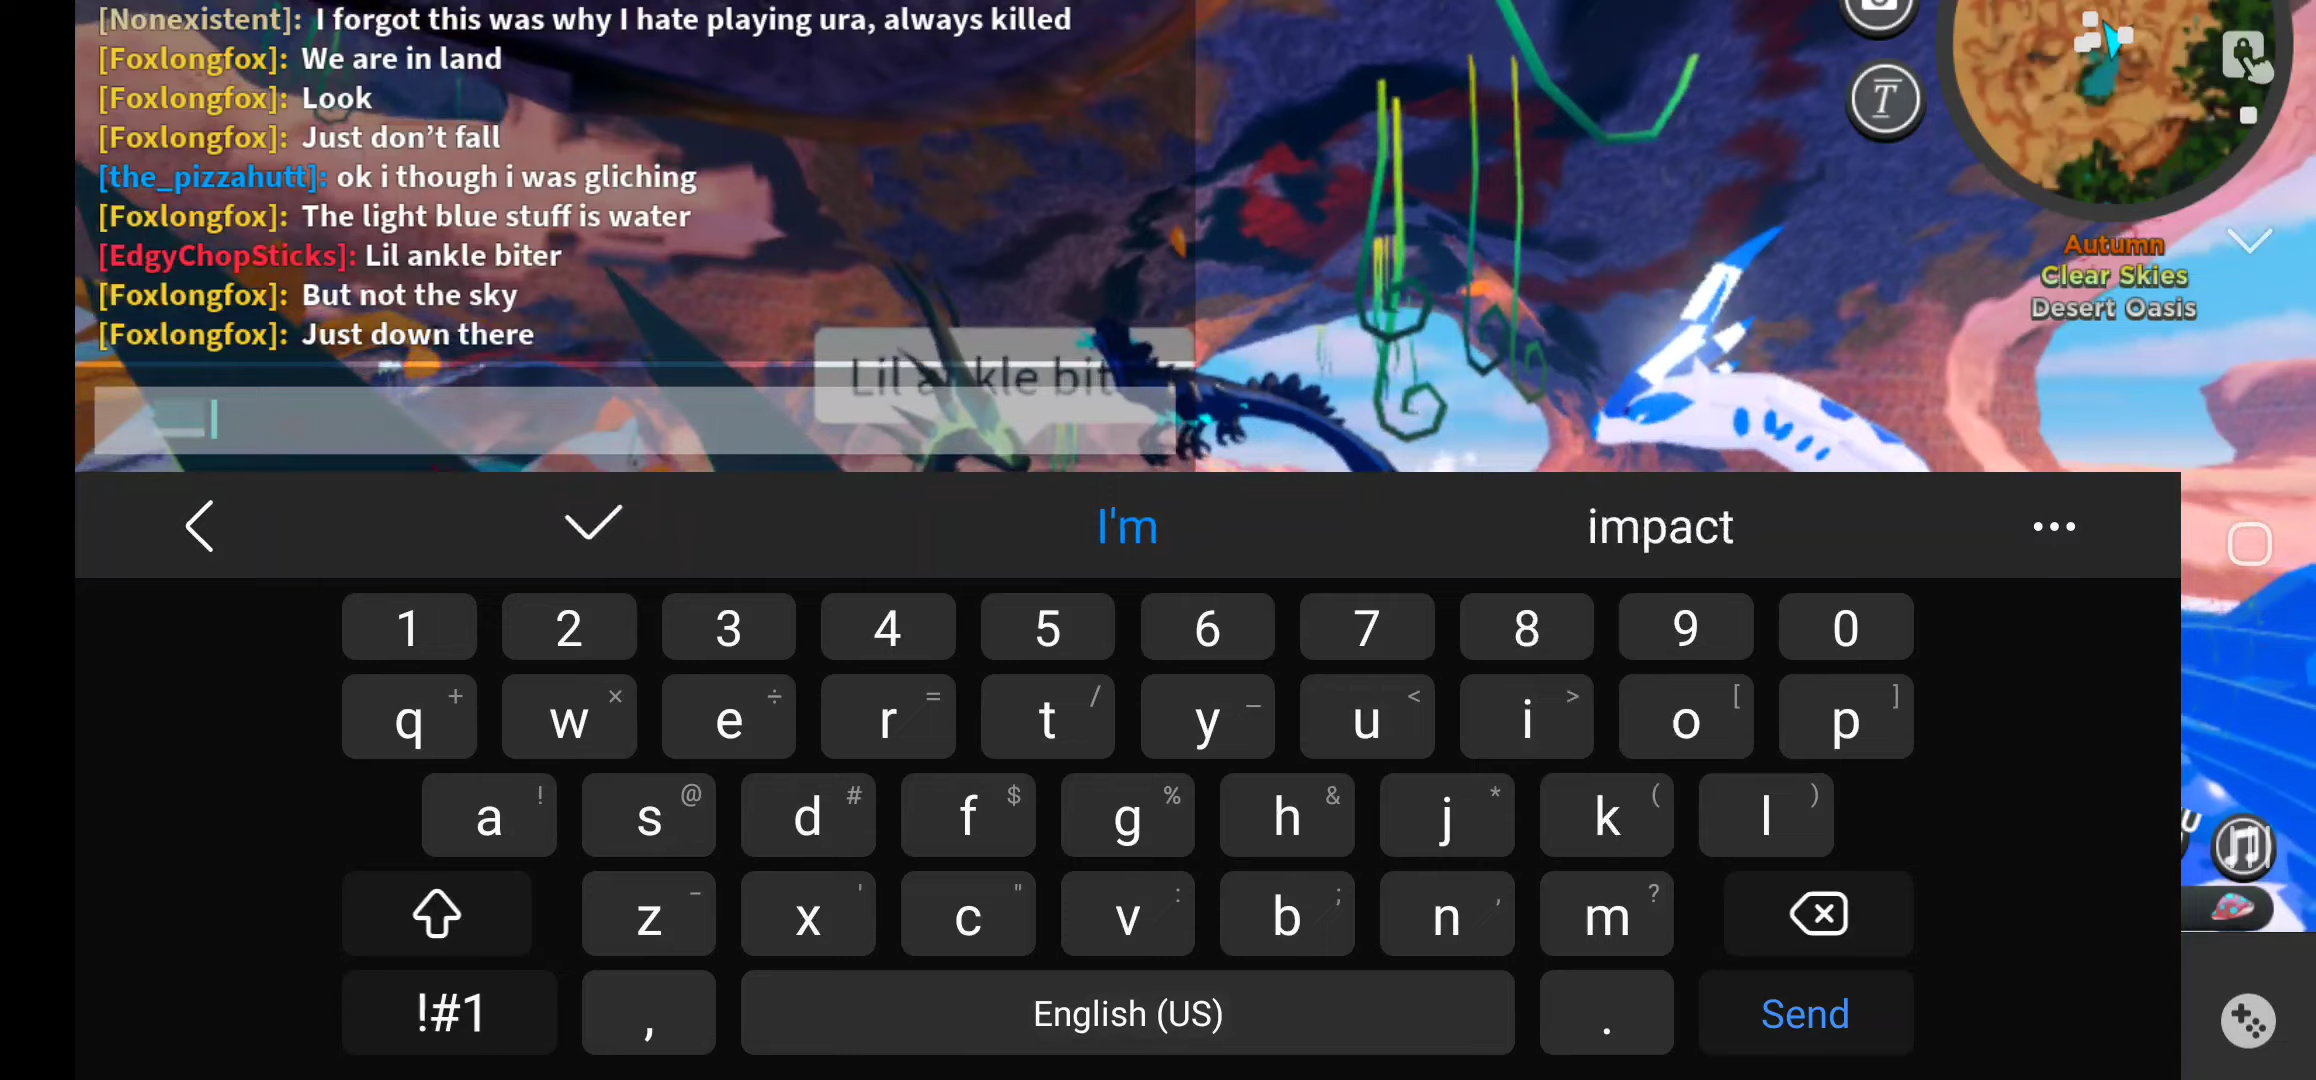 [Nonexistent]: I forgot this was why I hate playing ura, always killed
[Foxlongfox]: We are in land
[Foxlongfox]: Look
[Foxlongfox]: Just don’t fall
[the_pizzahutt]: ok i though i was gliching
[Foxlongfox]: The light blue stuff is water
[EdgyChopSticks]: Lil ankle biter
[Foxlongfox]: But not the sky
[Foxlongfox]: Just down there
Lil ankle bit
T
Autumn
Clear Skies
Desert Oasis
I'm impact
1 2 3 4 5 6 7 8 9 0
q + w × e ÷ r = t / y _ u < i > o [ p ]
a ! s @ d # f $ g % h & j * k ( l )
z - x ' c " v : b ; n , m ?
!#1 , English (US) . Send